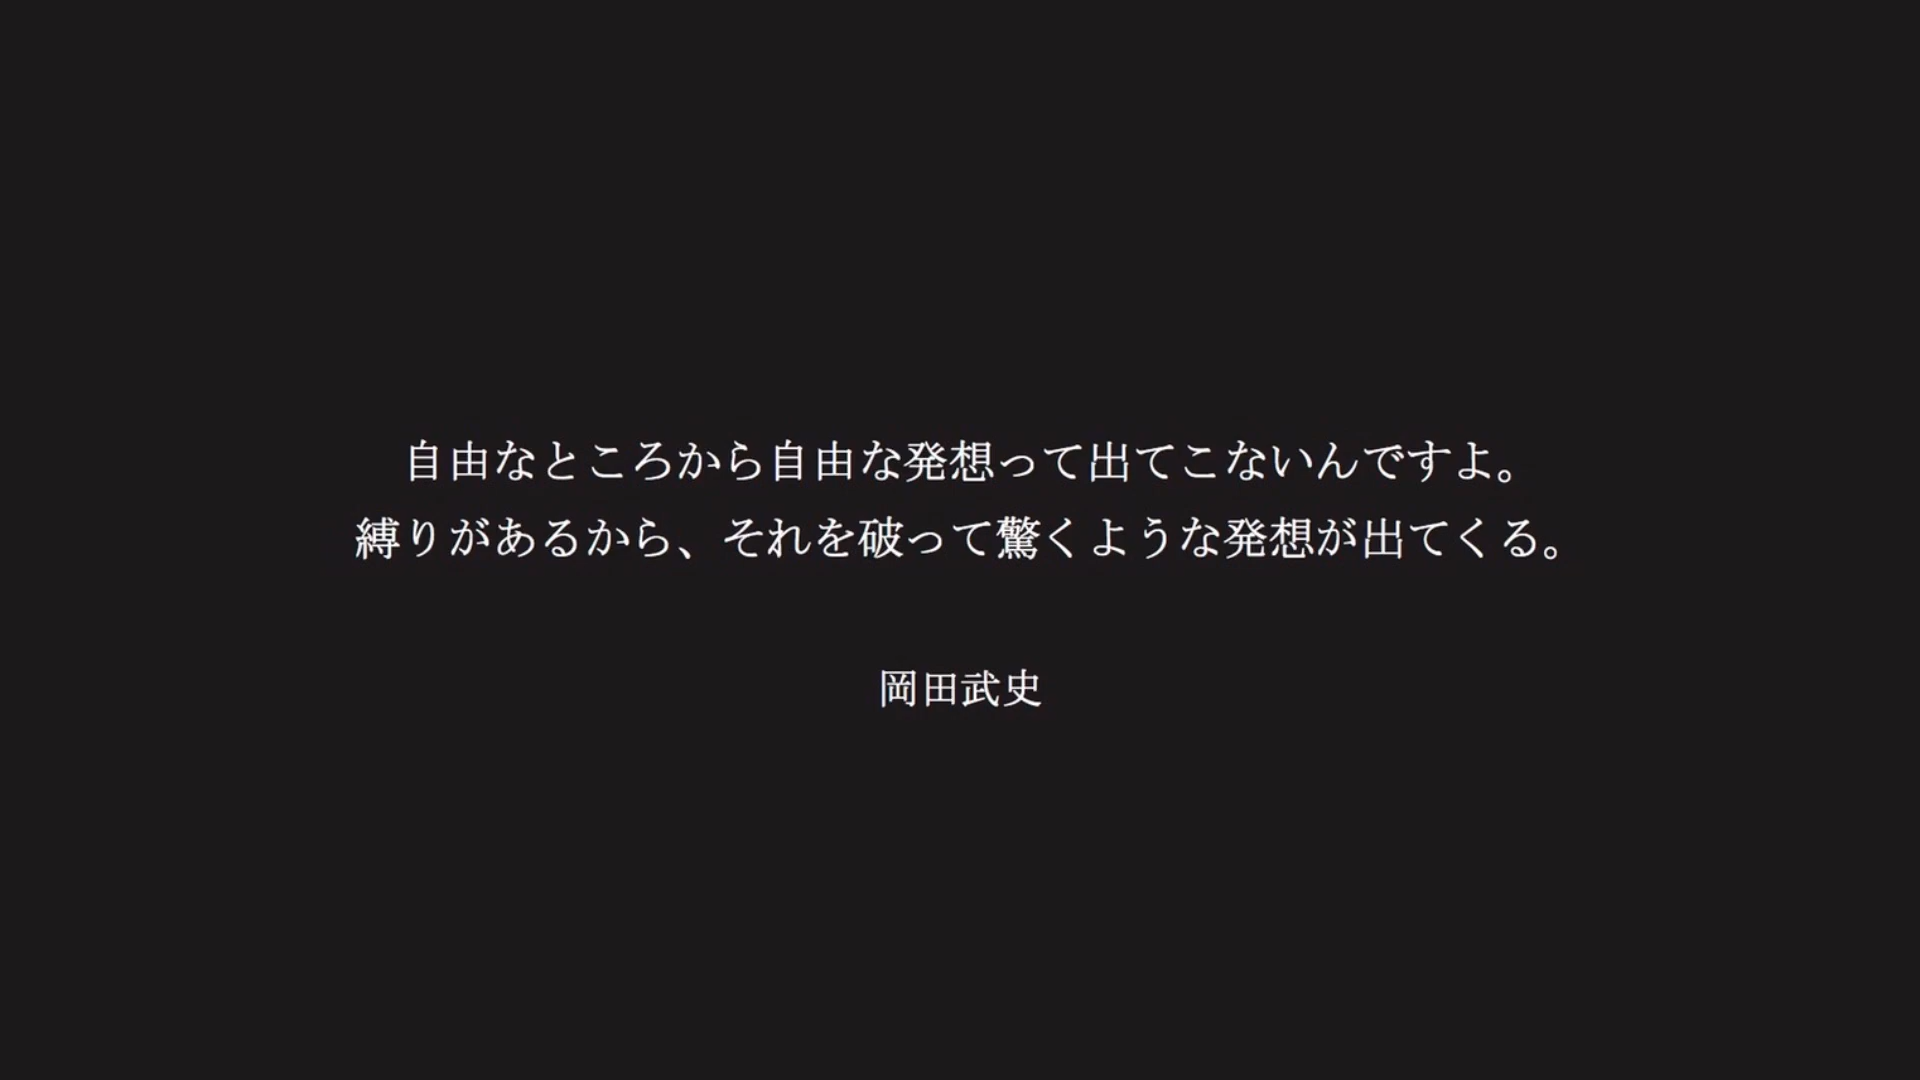 自由なところから自由な発想って出てこないんですよ。
縛りがあるから、それを破って驚くような発想が出てくる。
岡田武史